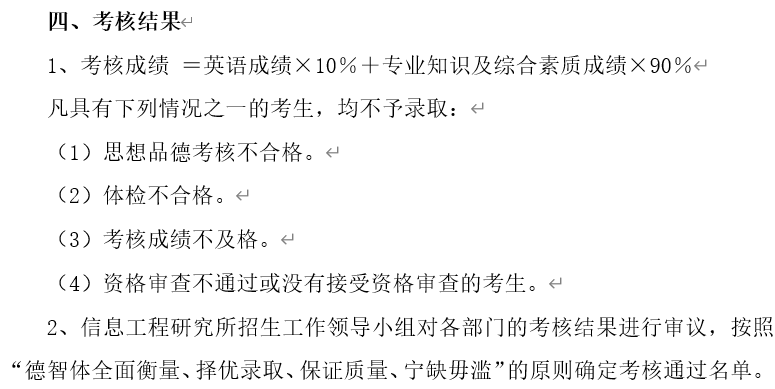 四、考核结果↵
1、考核成绩 ＝英语成绩×10%＋专业知识及综合素质成绩×90%↵
凡具有下列情况之一的考生，均不予录取：↵
（1）思想品德考核不合格。↵
（2）体检不合格。↵
（3）考核成绩不及格。↵
（4）资格审查不通过或没有接受资格审查的考生。↵
2、信息工程研究所招生工作领导小组对各部门的考核结果进行审议，按照
“德智体全面衡量、择优录取、保证质量、宁缺毋滥”的原则确定考核通过名单。